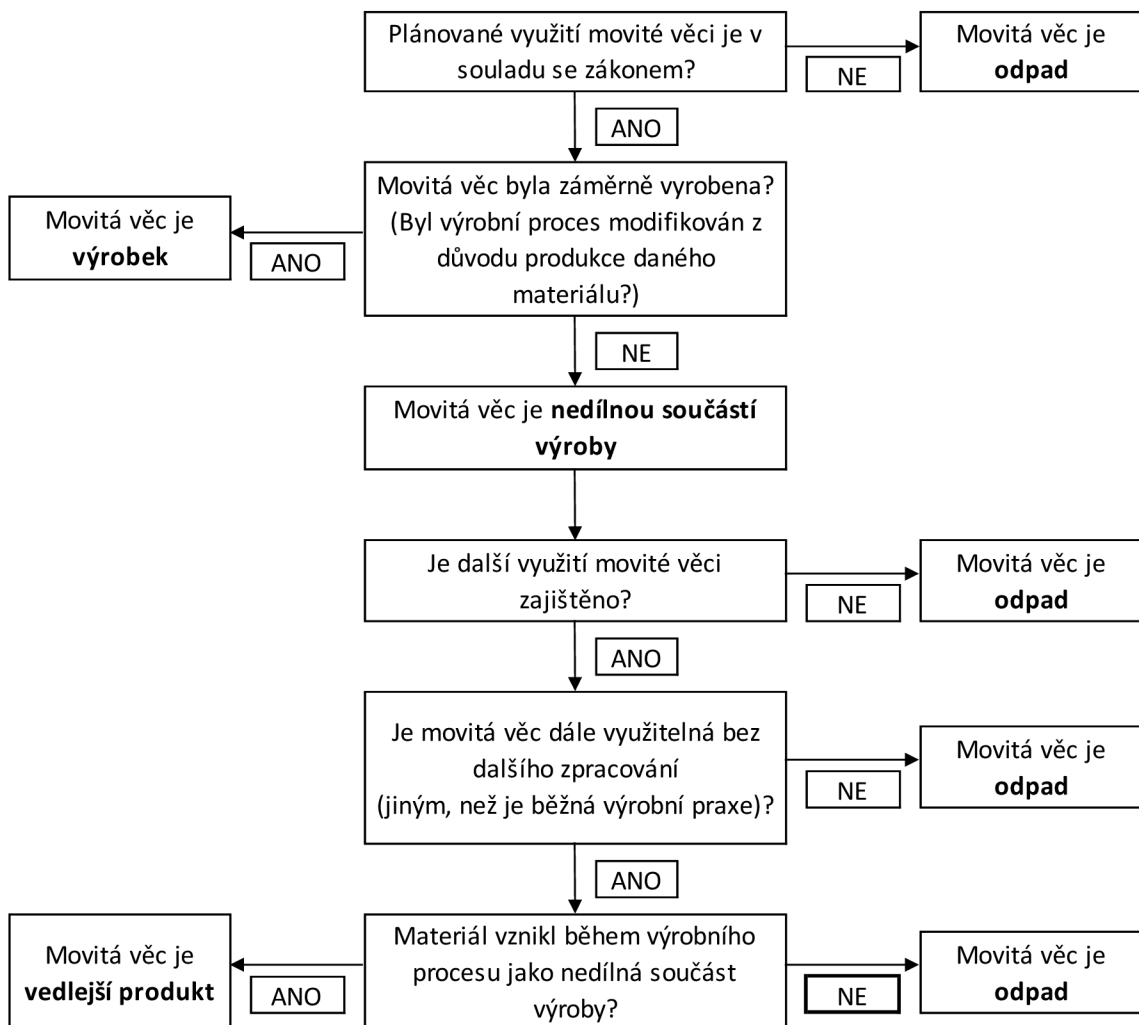 Plánované využití movité věci je v
souladu se zákonem?
NE
Movitá věc je
odpad
ANO
Movitá věc byla záměrně vyrobena?
(Byl výrobní proces modifikován z
důvodu produkce daného
materiálu?)
ANO
Movitá věc je
výrobek
NE
Movitá věc je nedílnou součástí
výroby
Je další využití movité věci
zajištěno?
NE
Movitá věc je
odpad
ANO
Je movitá věc dále využitelná bez
dalšího zpracování
(jiným, než je běžná výrobní praxe)?
NE
Movitá věc je
odpad
ANO
Materiál vznikl během výrobního
procesu jako nedílná součást
výroby?
ANO
Movitá věc je
vedlejší produkt
NE
Movitá věc je
odpad